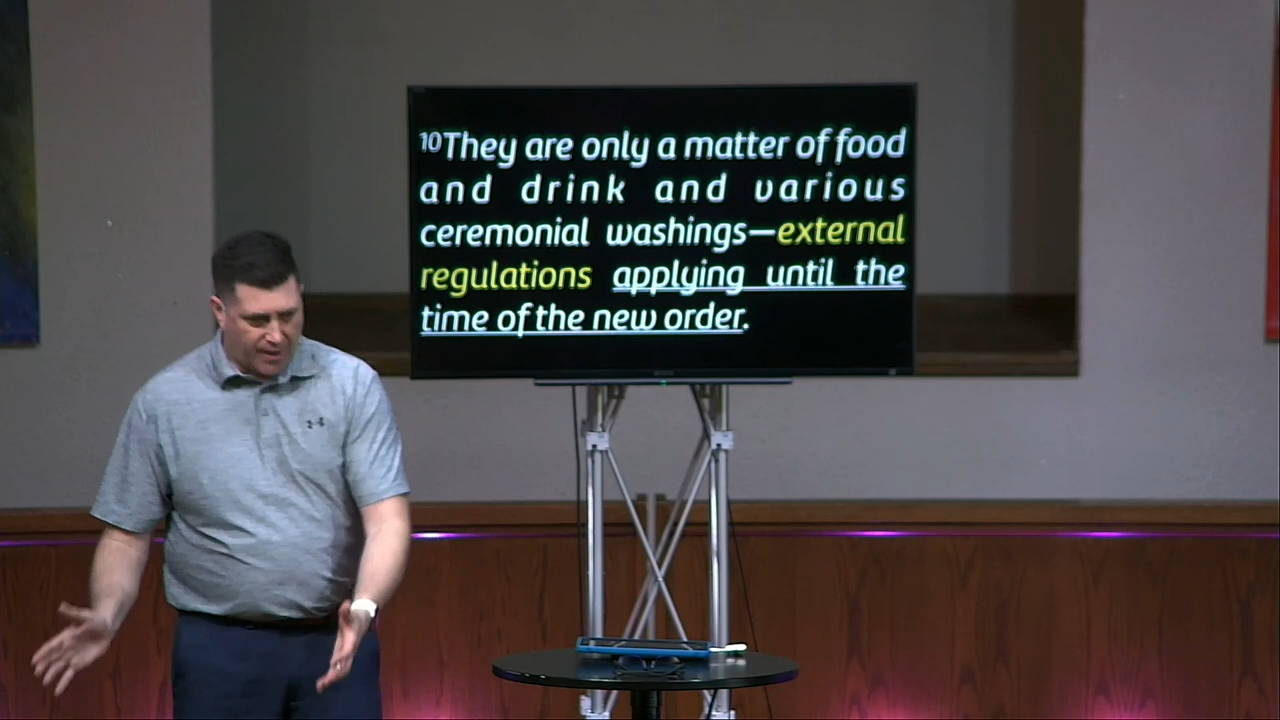 ¹⁰They are only a matter of food
and drink and various
ceremonial washings—external
regulations applying until the
time of the new order.